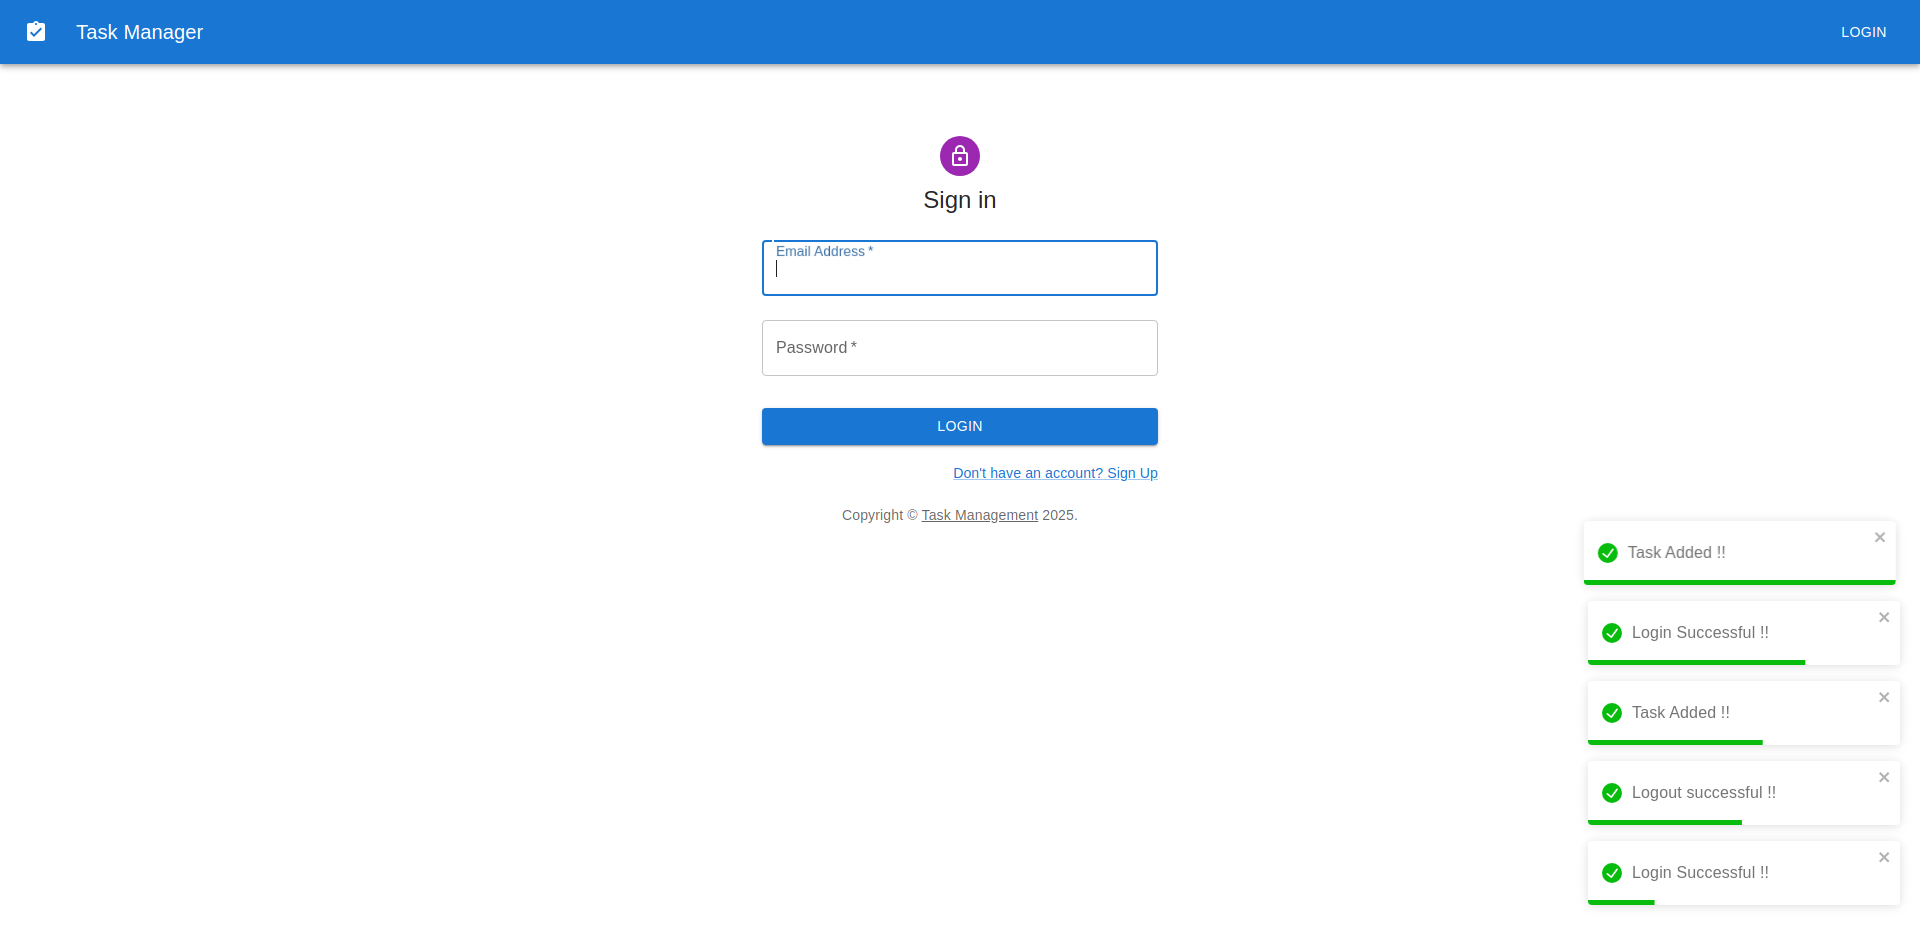 Task Manager
LOGIN
Sign in
Email Address *
Password *
LOGIN
Don't have an account? Sign Up
Copyright © Task Management 2025.
Task Added !!
Login Successful !!
Task Added !!
Logout successful !!
Login Successful !!